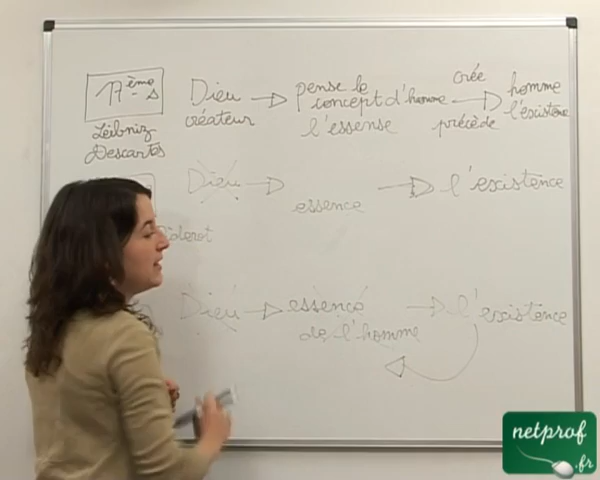 17ème s
Leibniz
Descartes
Dieu
créateur
pense le
concept d'homme
l'essense
crée
précède
homme
l'existence
Dieu
essence
l'existence
Diderot
Dieu
essence
de l'homme
l'existence
netprof
.fr